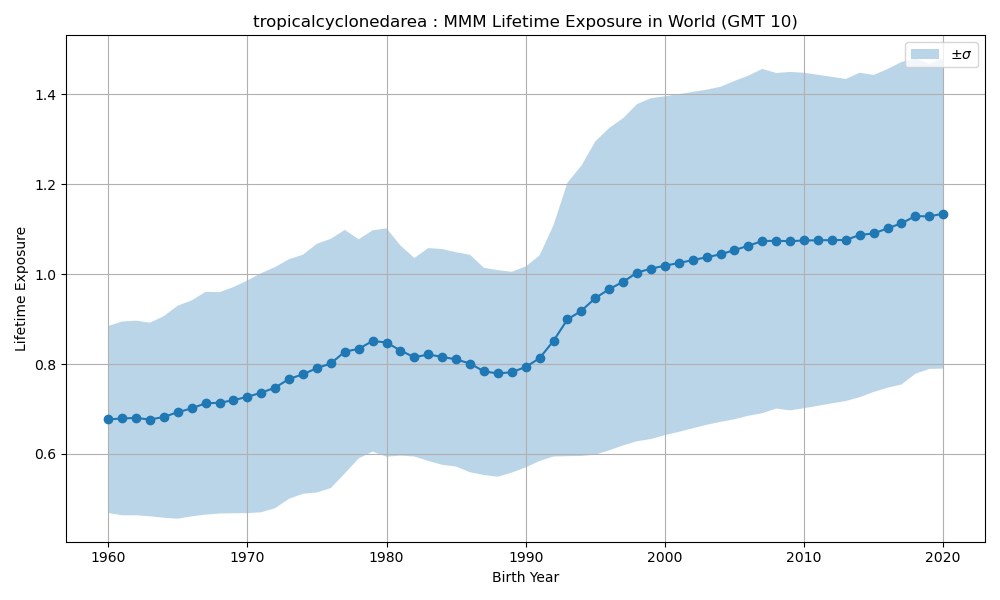 tropicalcyclonedarea : MMM Lifetime Exposure in World (GMT 10)
±σ
1.4
1.2
1.0
0.8
0.6
Lifetime Exposure
1960 1970 1980 1990 2000 2010 2020
Birth Year